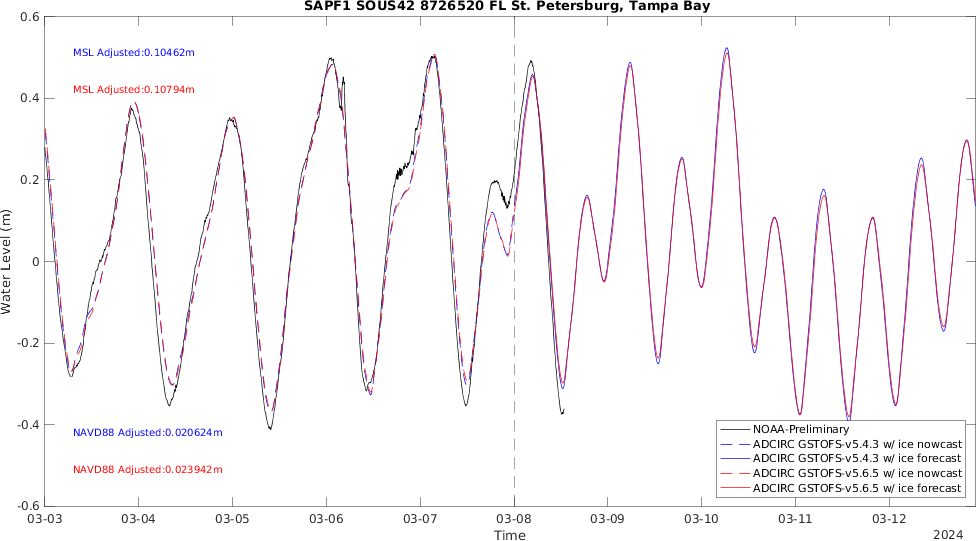 SAPF1 SOUS42 8726520 FL St. Petersburg, Tampa Bay
0.6
MSL Adjusted:0.10462m
MSL Adjusted:0.10794m
0.4
0.2
Water Level (m)
0
-0.2
-0.4
NAVD88 Adjusted:0.020624m
NAVD88 Adjusted:0.023942m
-0.6
NOAA-Preliminary
ADCIRC GSTOFS-v5.4.3 w/ ice nowcast
ADCIRC GSTOFS-v5.4.3 w/ ice forecast
ADCIRC GSTOFS-v5.6.5 w/ ice nowcast
ADCIRC GSTOFS-v5.6.5 w/ ice forecast
03-03 03-04 03-05 03-06 03-07 03-08 03-09 03-10 03-11 03-12
Time
2024